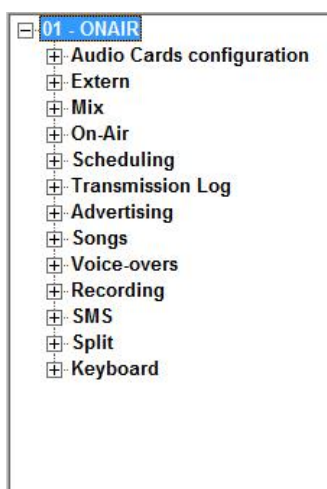 01 - ONAIR
Audio Cards configuration
Extern
Mix
On-Air
Scheduling
Transmission Log
Advertising
Songs
Voice-overs
Recording
SMS
Split
Keyboard